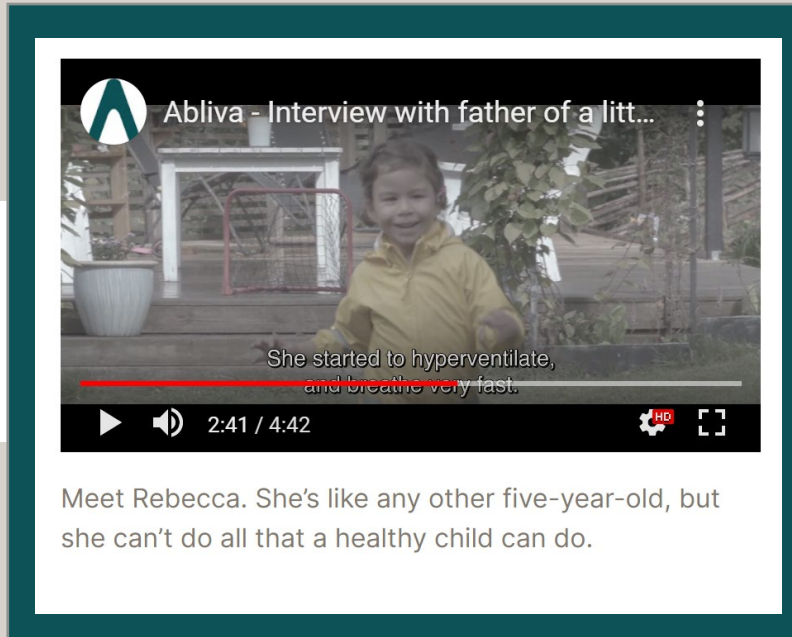 Abliva - Interview with father of a litt...
She started to hyperventilate,
and breathe very fast.
2:41 / 4:42
HD
Meet Rebecca. She’s like any other five-year-old, but
she can’t do all that a healthy child can do.